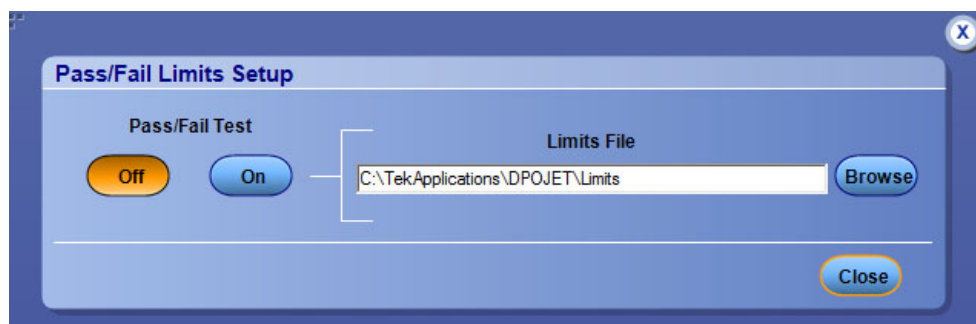 X
Pass/Fail Limits Setup
Pass/Fail Test
Limits File
Off
On
C:\TekApplications\DPOJET\Limits
Browse
Close